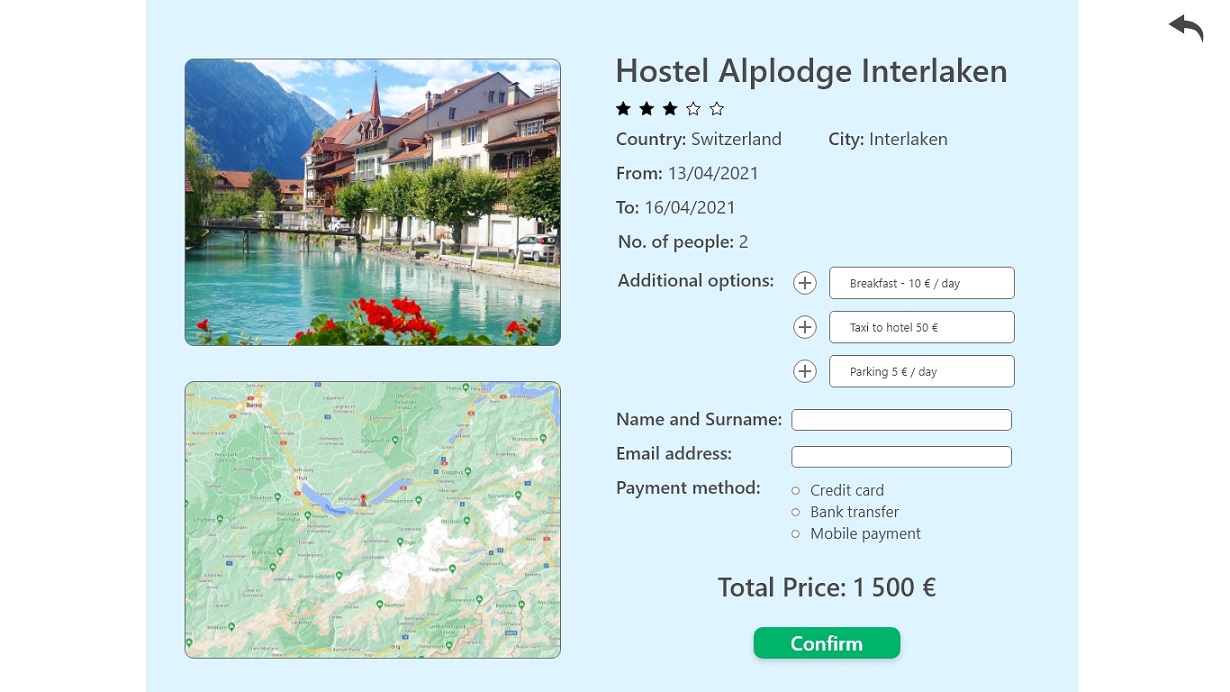 Hostel Alplodge Interlaken
Country: Switzerland City: Interlaken
From: 13/04/2021
To: 16/04/2021
No. of people: 2
Additional options:
Breakfast - 10 € / day
Taxi to hotel 50 €
Parking 5 € / day
Name and Surname:
Email address:
Payment method:
Credit card
Bank transfer
Mobile payment
Total Price: 1 500 €
Confirm